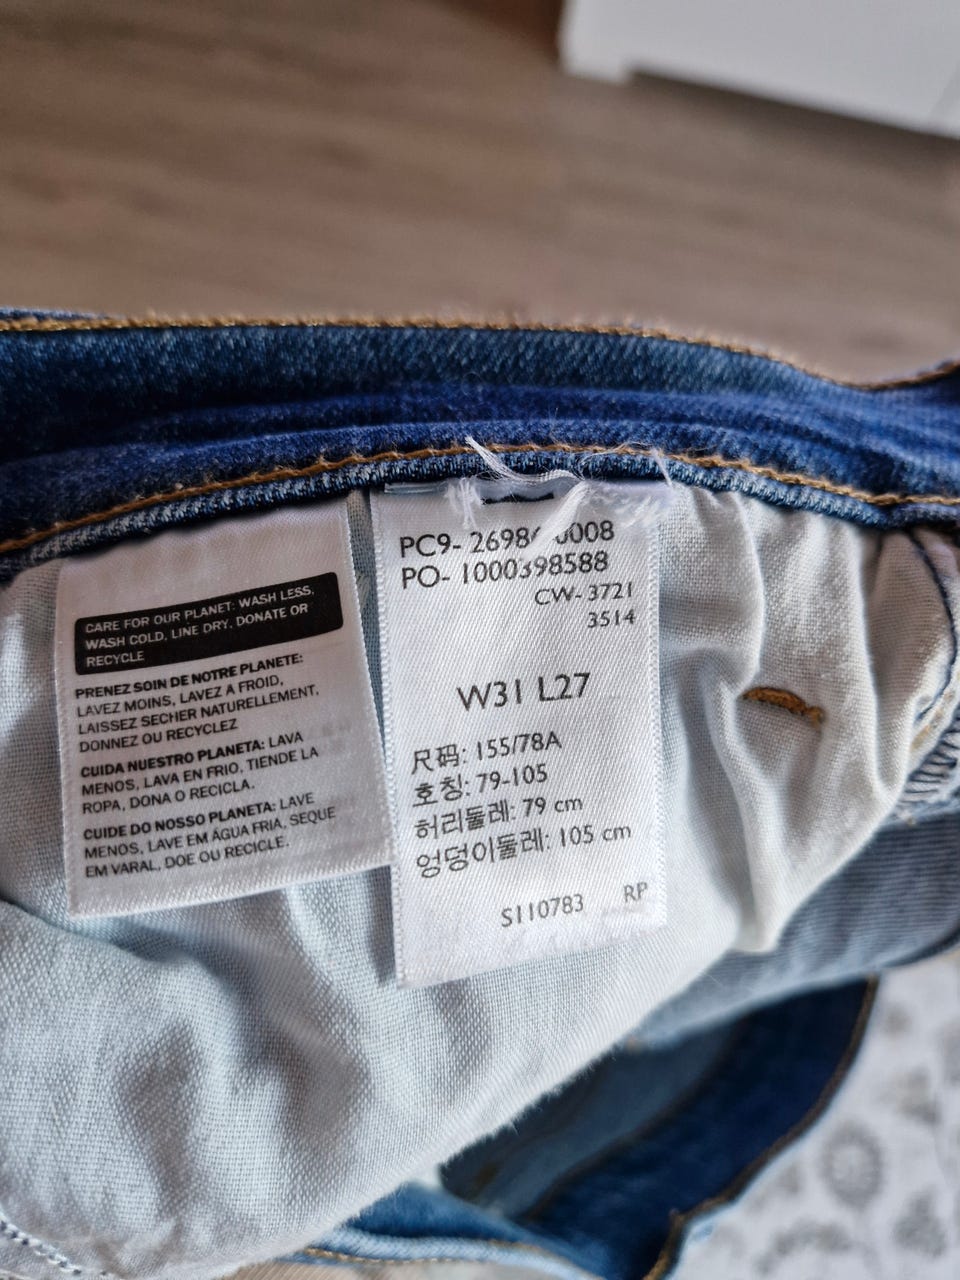 CARE FOR OUR PLANET: WASH LESS,
WASH COLD, LINE DRY, DONATE OR
RECYCLE
PRENEZ SOIN DE NOTRE PLANETE:
LAVEZ MOINS, LAVEZ A FROID,
LAISSEZ SECHER NATURELLEMENT,
DONNEZ OU RECYCLEZ
CUIDA NUESTRO PLANETA: LAVA
MENOS, LAVA EN FRIO, TIENDE LA
ROPA, DONA O RECICLA.
CUIDE DO NOSSO PLANETA: LAVE
MENOS, LAVE EM ÁGUA FRIA, SEQUE
EM VARAL, DOE OU RECICLE.
PC9-
PO- 1000398588
CW- 3721
3514
W31 L27
尺码: 155/78A
호칭: 79-105
허리둘레: 79 cm
엉덩이둘레: 105 cm
S110783 RP